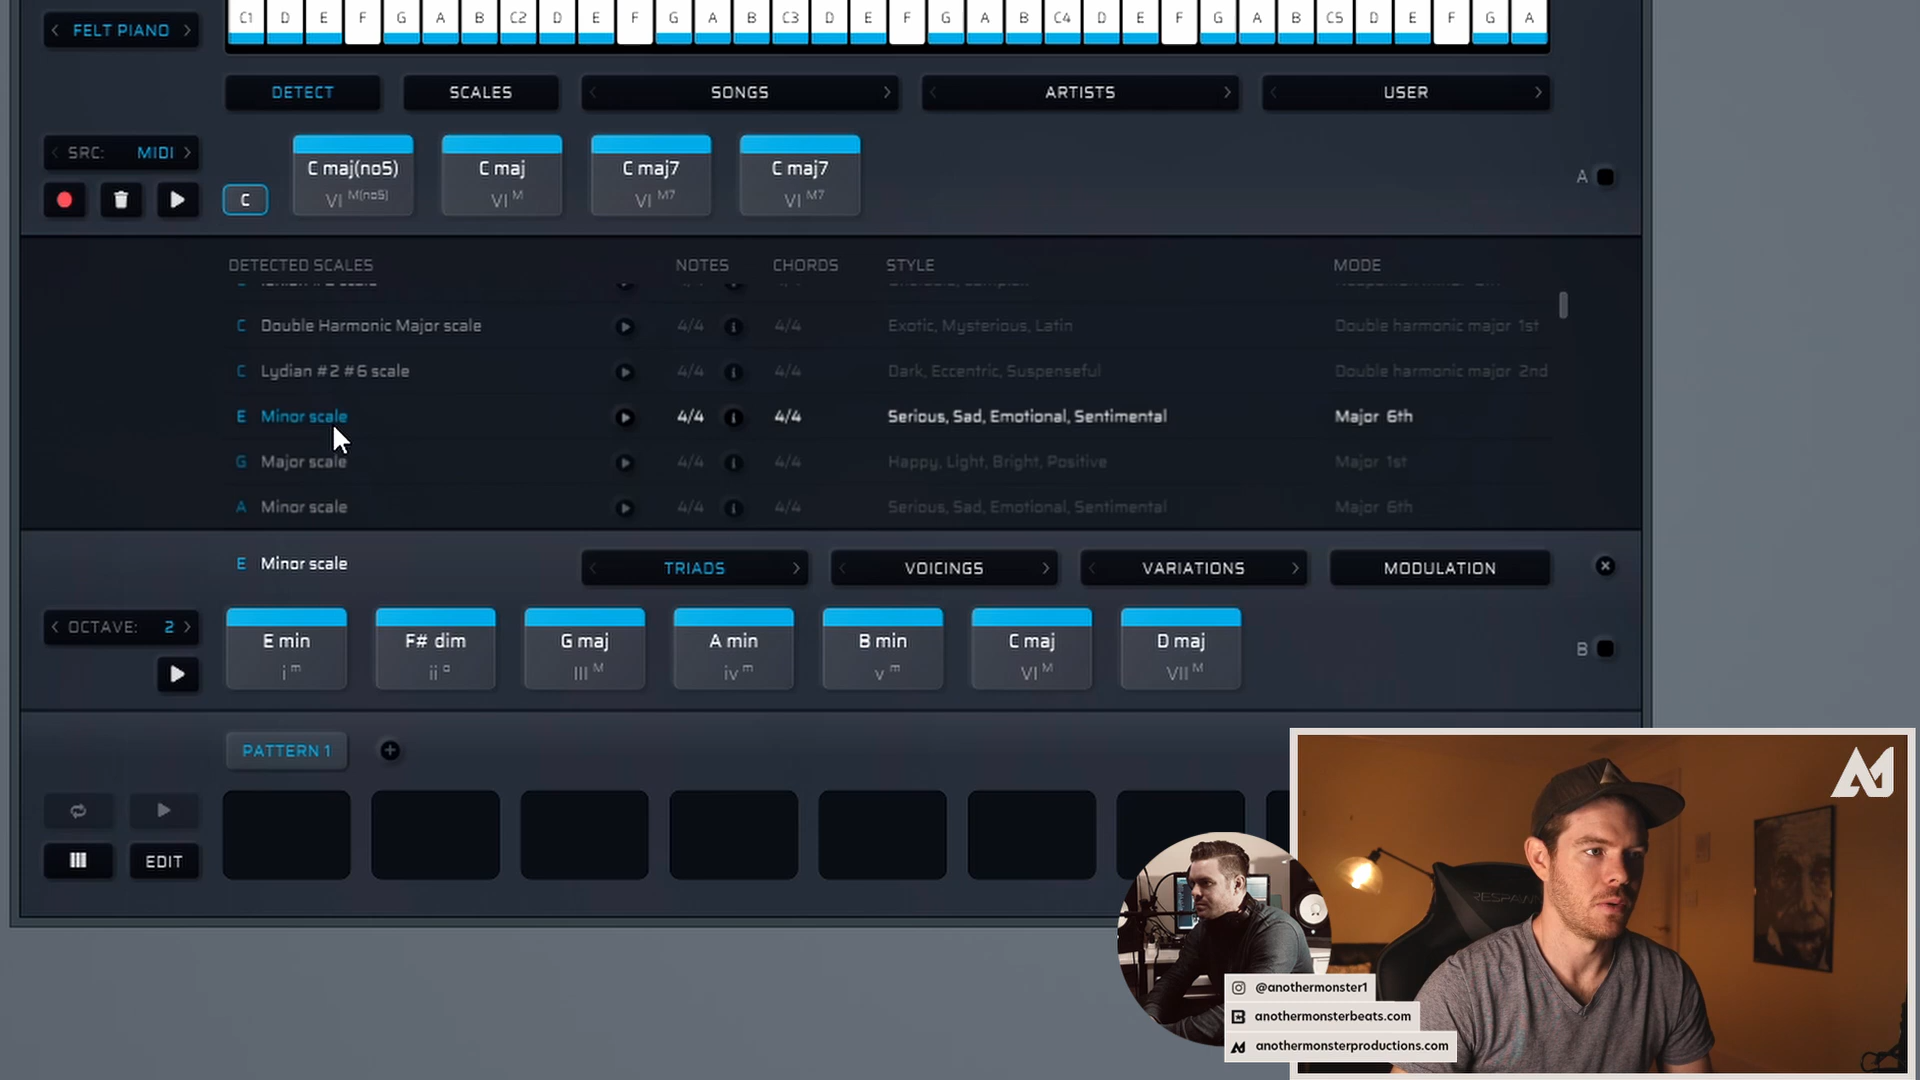 FELT PIANO
C1 D E F G A B C2 D E F G A B C3 D E F G A B C4 D E F G A B C5 D E F G A
DETECT SCALES SONGS ARTISTS USER
SRC: MIDI
C maj(no5) C maj C maj7 C maj7
VI M(no5) VI M VI M7 VI M7
C
A
DETECTED SCALES NOTES CHORDS STYLE MODE
C Double Harmonic Major scale 4/4 4/4 Exotic, Mysterious, Latin Double harmonic major 1st
C Lydian #2 #6 scale 4/4 4/4 Dark, Eccentric, Suspenseful Double harmonic major 2nd
E Minor scale 4/4 4/4 Serious, Sad, Emotional, Sentimental Major 6th
G Major scale 4/4 4/4 Happy, Light, Bright, Positive Major 1st
A Minor scale 4/4 4/4 Serious, Sad, Emotional, Sentimental Major 6th
E Minor scale TRIADS VOICINGS VARIATIONS MODULATION
OCTAVE: 2
E min F# dim G maj A min B min C maj D maj
i m ii o III M iv m v m VI M VII M
B
PATTERN 1
EDIT
RESPAWN
@anothermonster1
anothermonsterbeats.com
anothermonsterproductions.com